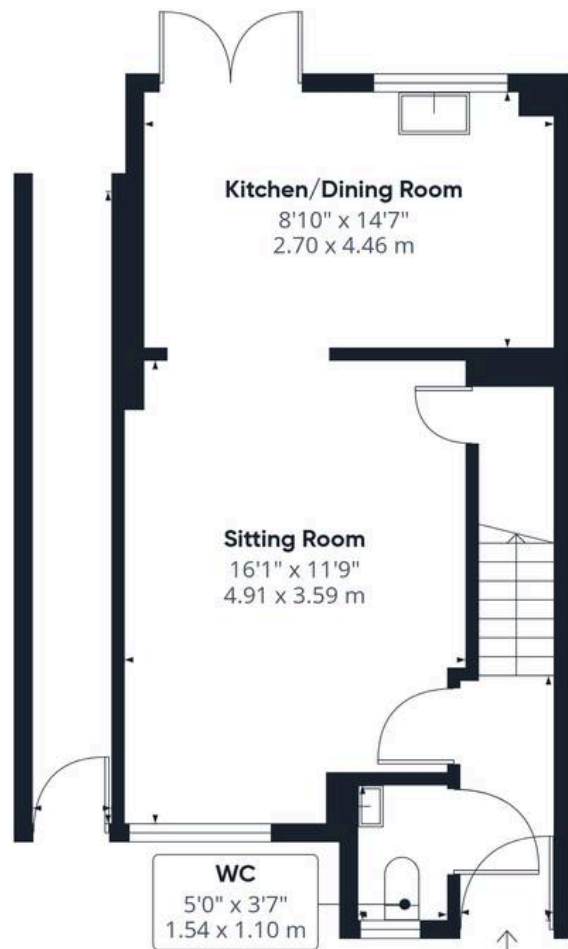 Kitchen/Dining Room
8'10" x 14'7"
2.70 x 4.46 m
Sitting Room
16'1" x 11'9"
4.91 x 3.59 m
WC
5'0" x 3'7"
1.54 x 1.10 m